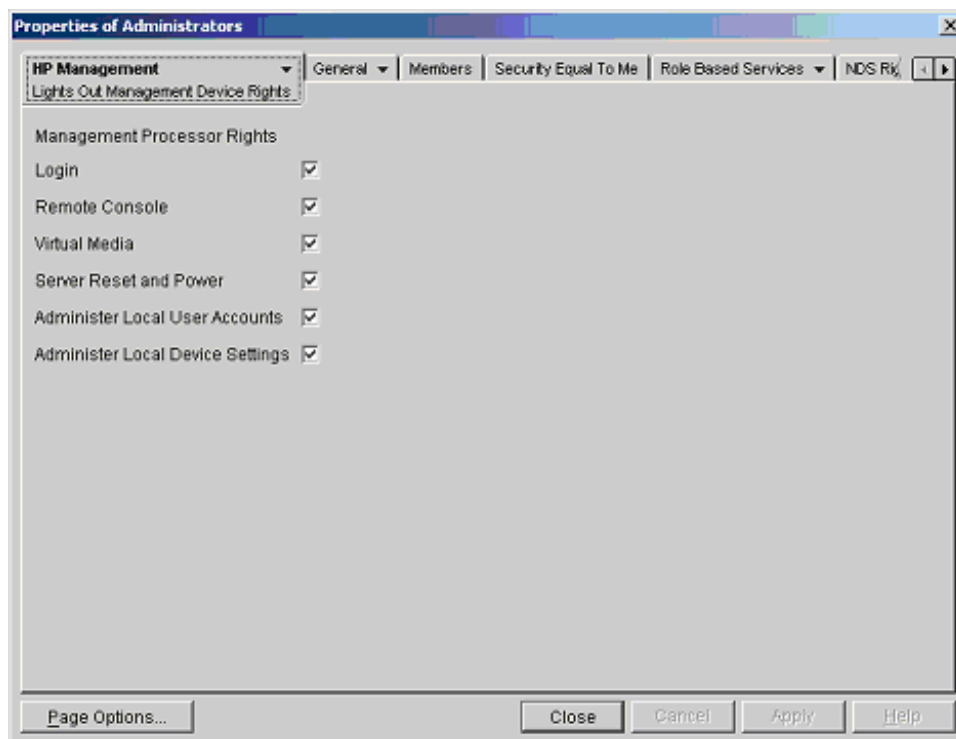 Properties of Administrators
HP Management
Lights Out Management Device Rights
General
Members
Security Equal To Me
Role Based Services
NDS Rig
Management Processor Rights
Login
Remote Console
Virtual Media
Server Reset and Power
Administer Local User Accounts
Administer Local Device Settings
Page Options...
Close
Cancel
Apply
Help